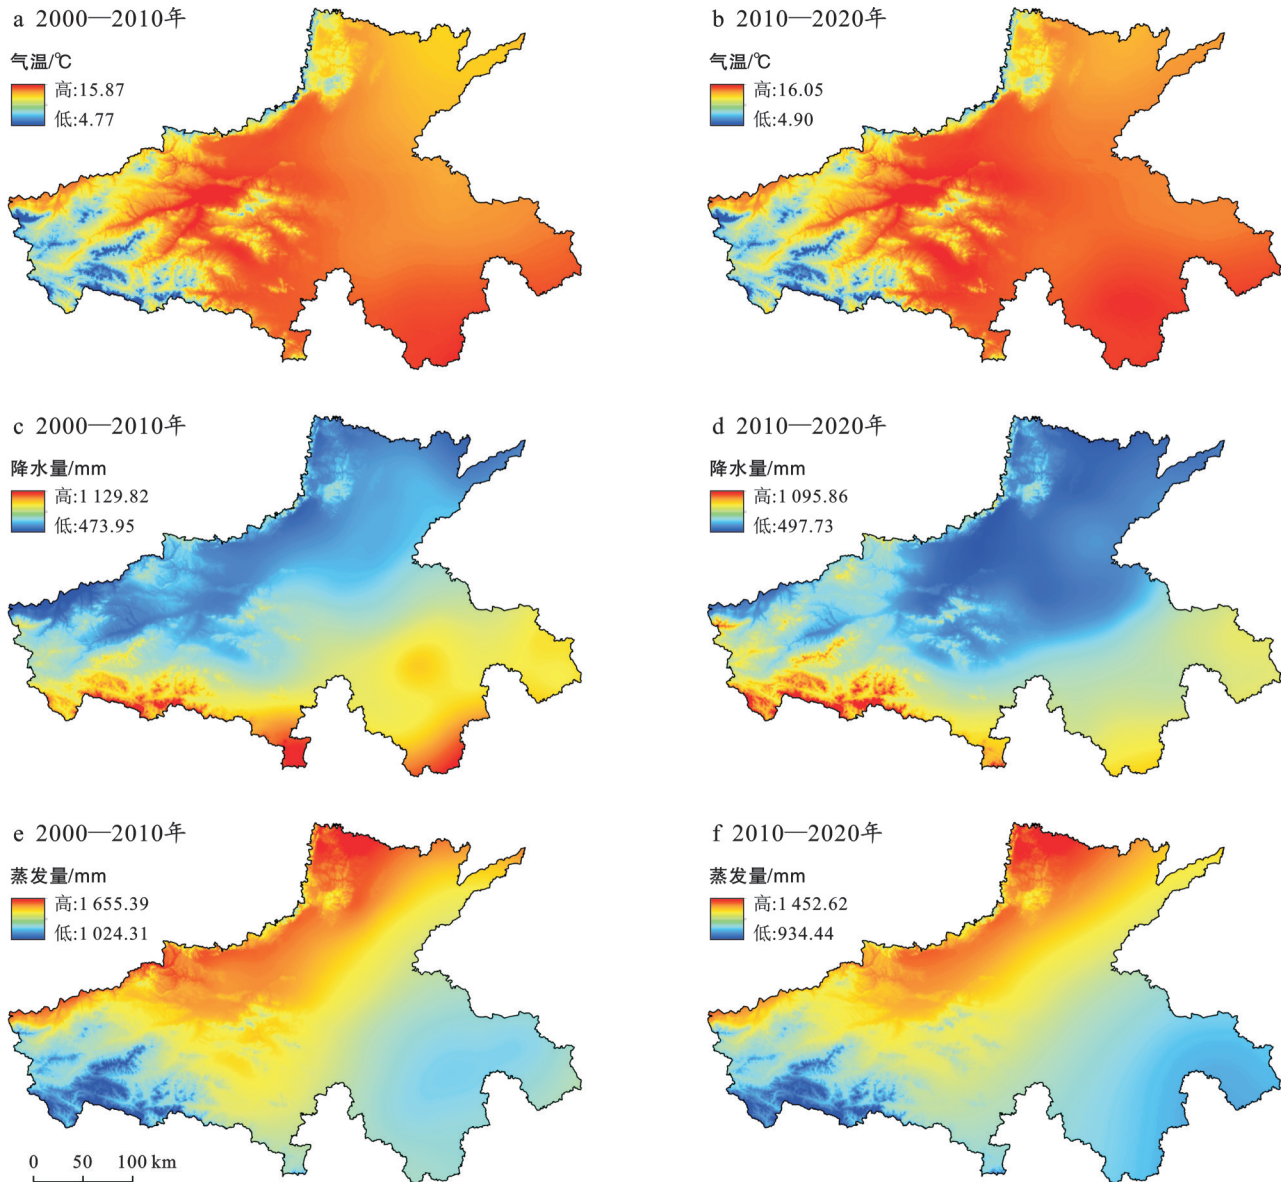 a 2000—2010年
气温/℃
高:15.87
低:4.77
b 2010—2020年
气温/℃
高:16.05
低:4.90
c 2000—2010年
降水量/mm
高:1 129.82
低:473.95
d 2010—2020年
降水量/mm
高:1 095.86
低:497.73
e 2000—2010年
蒸发量/mm
高:1 655.39
低:1 024.31
f 2010—2020年
蒸发量/mm
高:1 452.62
低:934.44
0 50 100 km